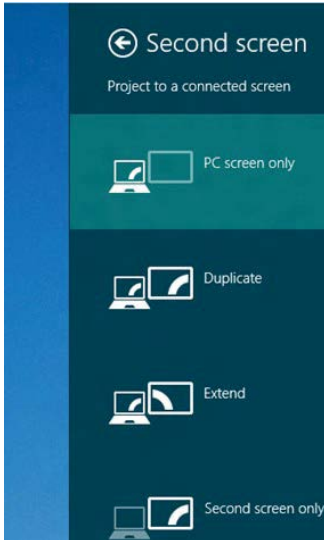 Second screen
Project to a connected screen
PC screen only
Duplicate
Extend
Second screen only